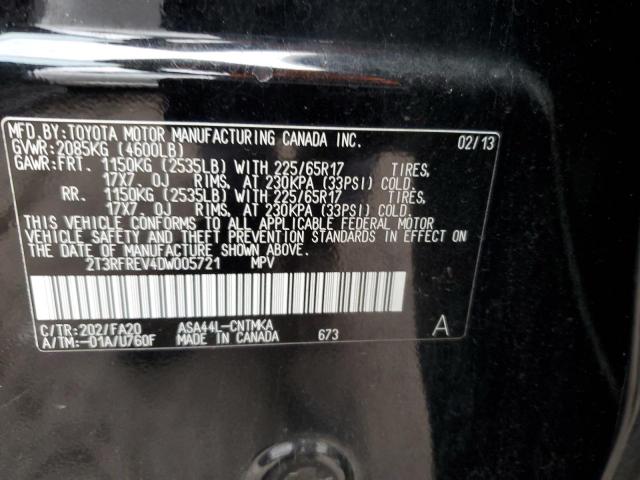 MFD.BY:TOYOTA MOTOR MANUFACTURING CANADA INC. 02/13
GVWR:2085KG (4600LB)
GAWR:FRT. 1150KG (2535LB) WITH 225/65R17 TIRES,
17X7.0J RIMS, AT 230KPA (33PSI) COLD.
RR. 1150KG (2535LB) WITH 225/65R17 TIRES,
17X7.0J RIMS, AT 230KPA (33PSI) COLD.
THIS VEHICLE CONFORMS TO ALL APPLICABLE FEDERAL MOTOR
VEHICLE SAFETY AND THEFT PREVENTION STANDARDS IN EFFECT ON
THE DATE OF MANUFACTURE SHOWN ABOVE.
2T3RFREV4DW005721 MPV
C/TR:202/FA20 ASA44L-CNTMKA
A/TM:-01A/U760F MADE IN CANADA 673 A